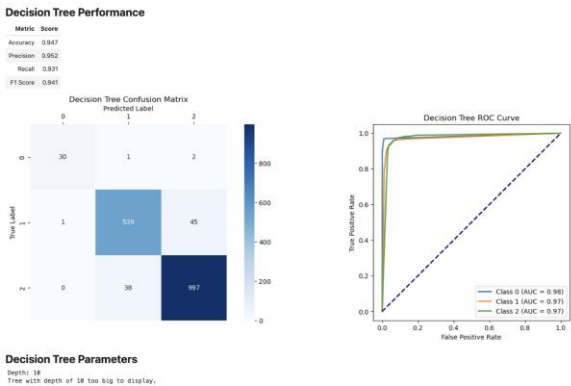 Decision Tree Performance
Metric Score
Accuracy 0.947
Precision 0.952
Recall 0.931
F1 Score 0.941
Decision Tree Confusion Matrix
Predicted Label
0 1 2
True Label
0 30 1 2
1 1 539 45
2 0 38 997
800
600
400
200
0
Decision Tree ROC Curve
True Positive Rate
1.0
0.8
0.6
0.4
0.2
0.0
Class 0 (AUC = 0.98)
Class 1 (AUC = 0.97)
Class 2 (AUC = 0.97)
0.0 0.2 0.4 0.6 0.8 1.0
False Positive Rate
Decision Tree Parameters
Depth: 10
Tree with depth of 10 too big to display.